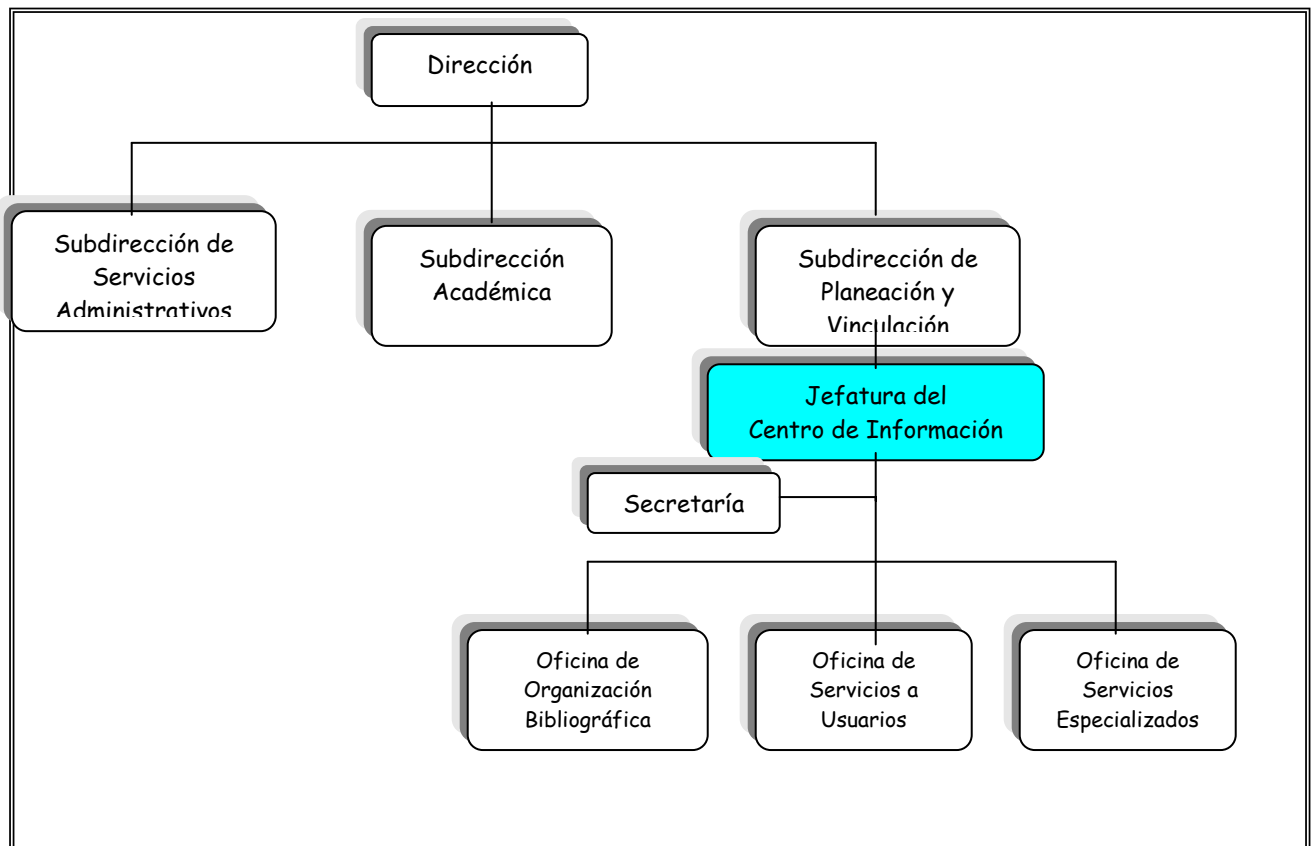 Dirección
Subdirección de
Servicios
Administrativos
Subdirección
Académica
Subdirección de
Planeación y
Vinculación
Jefatura del
Centro de Información
Secretaría
Oficina de
Organización
Bibliográfica
Oficina de
Servicios a
Usuarios
Oficina de
Servicios
Especializados